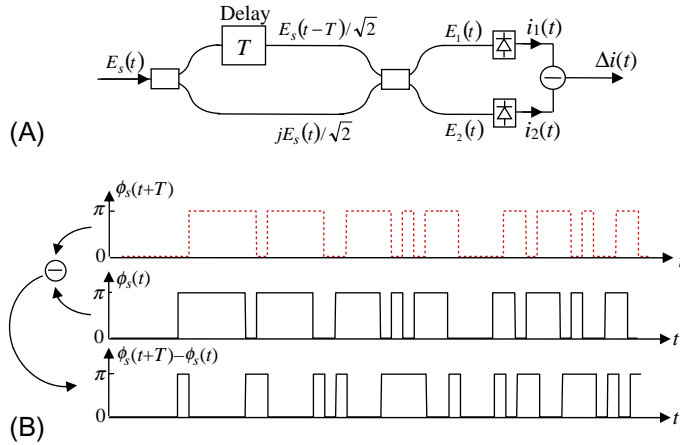 Delay
T
E_s(t−T)/√2
E_s(t)
E_1(t)
i_1(t)
Δi(t)
jE_s(t)/√2
E_2(t)
i_2(t)
(A)
ϕ_s(t+T)
π
0
t
ϕ_s(t)
π
0
t
ϕ_s(t+T)−ϕ_s(t)
π
0
t
(B)